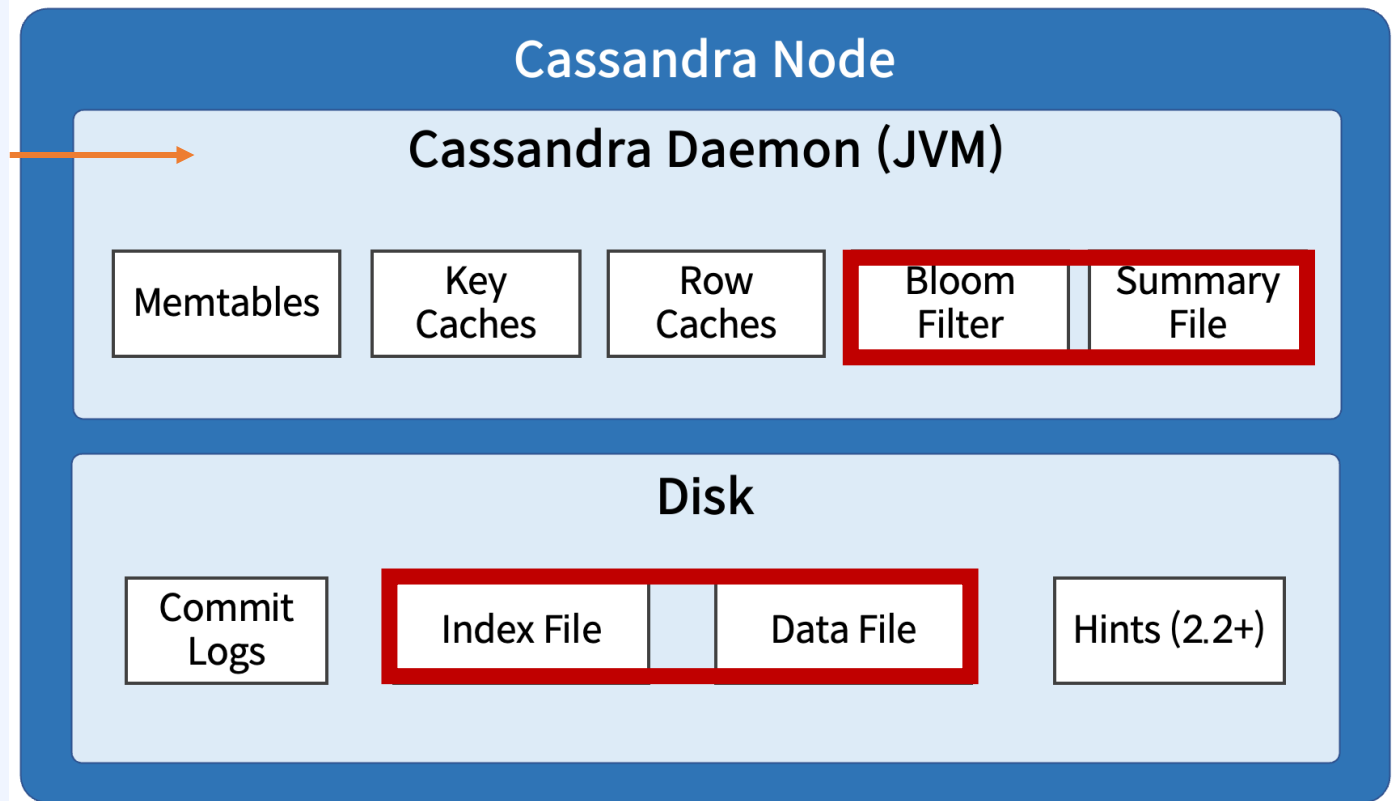 Cassandra Node
Cassandra Daemon (JVM)
Memtables
Key
Caches
Row
Caches
Bloom
Filter
Summary
File
Disk
Commit
Logs
Index File
Data File
Hints (2.2+)